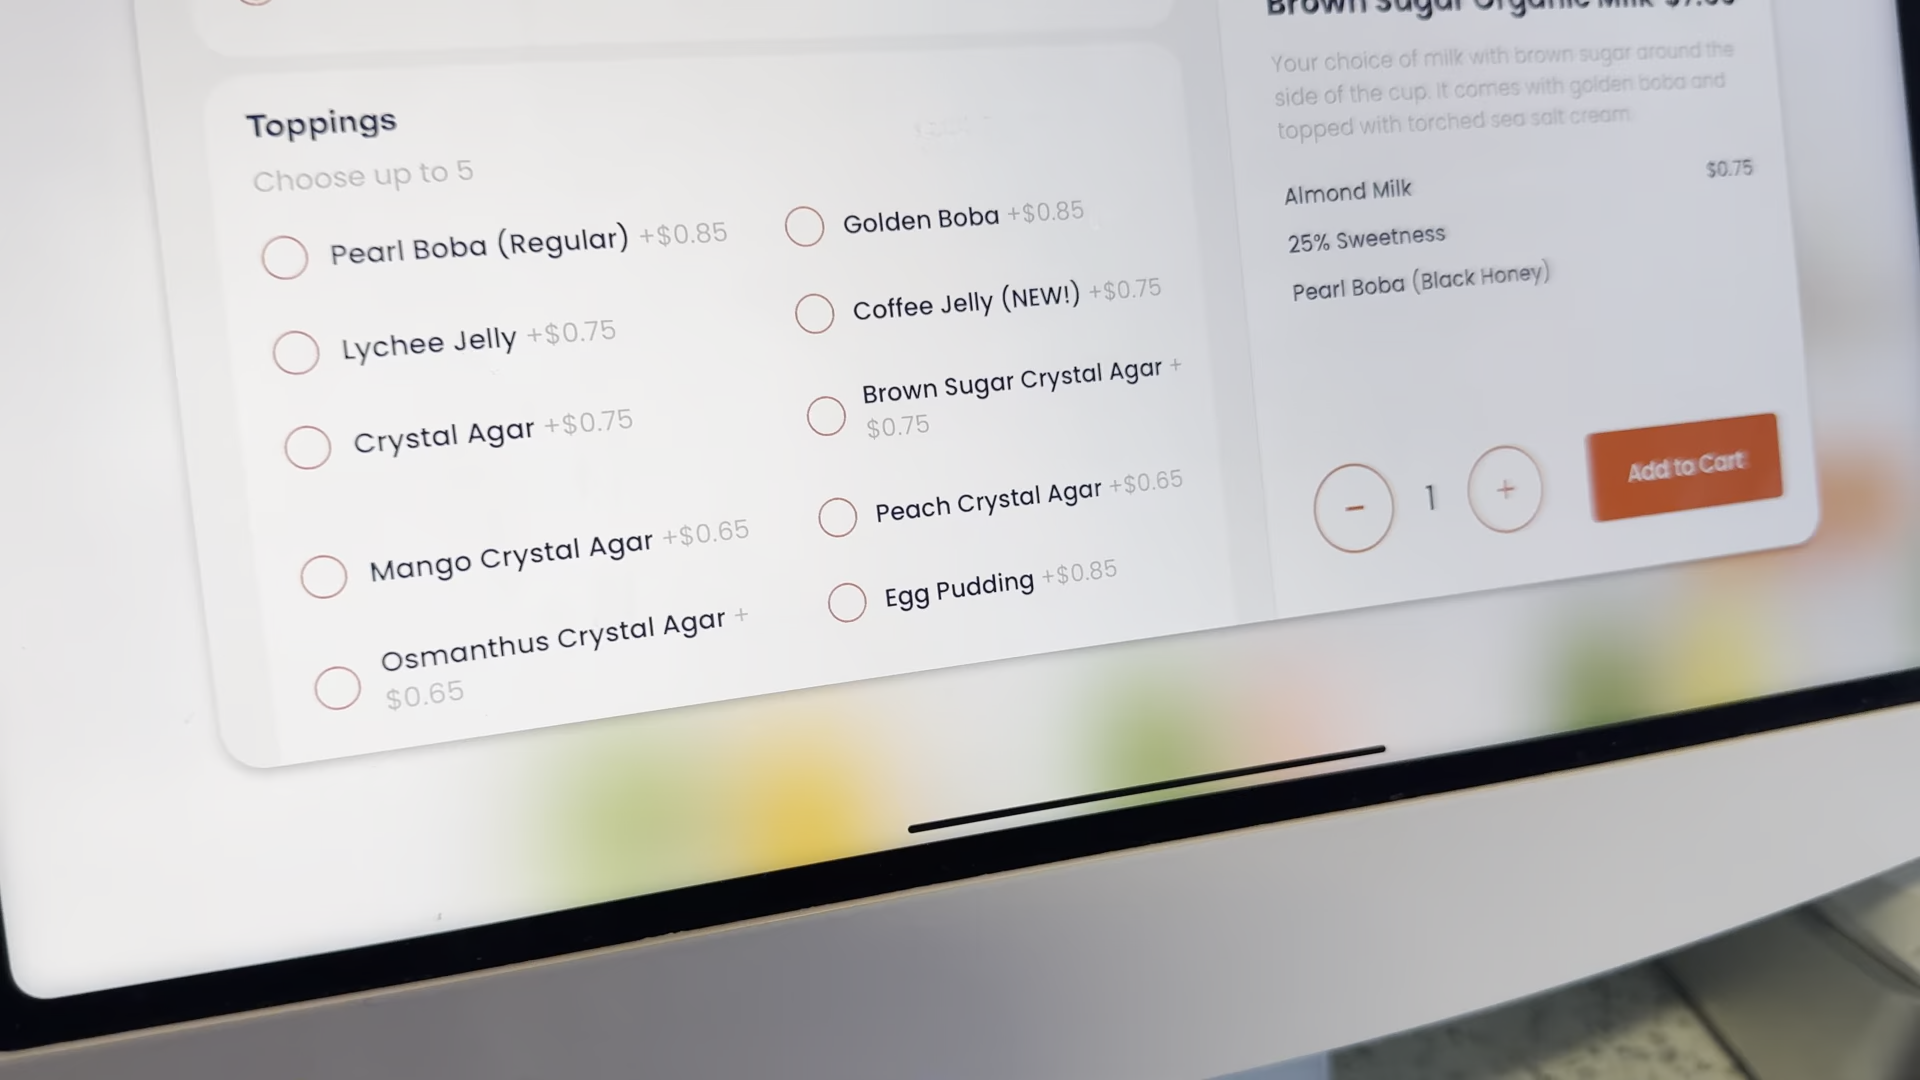 Toppings
Choose up to 5
Pearl Boba (Regular) +$0.85
Golden Boba +$0.85
Lychee Jelly +$0.75
Coffee Jelly (NEW!) +$0.75
Crystal Agar +$0.75
Brown Sugar Crystal Agar +
$0.75
Mango Crystal Agar +$0.65
Peach Crystal Agar +$0.65
Osmanthus Crystal Agar +
$0.65
Egg Pudding +$0.85
Brown Sugar Organic Milk
Your choice of milk with brown sugar around the
side of the cup. It comes with golden boba and
topped with torched sea salt cream.
Almond Milk $0.75
25% Sweetness
Pearl Boba (Black Honey)
- 1 +
Add to Cart